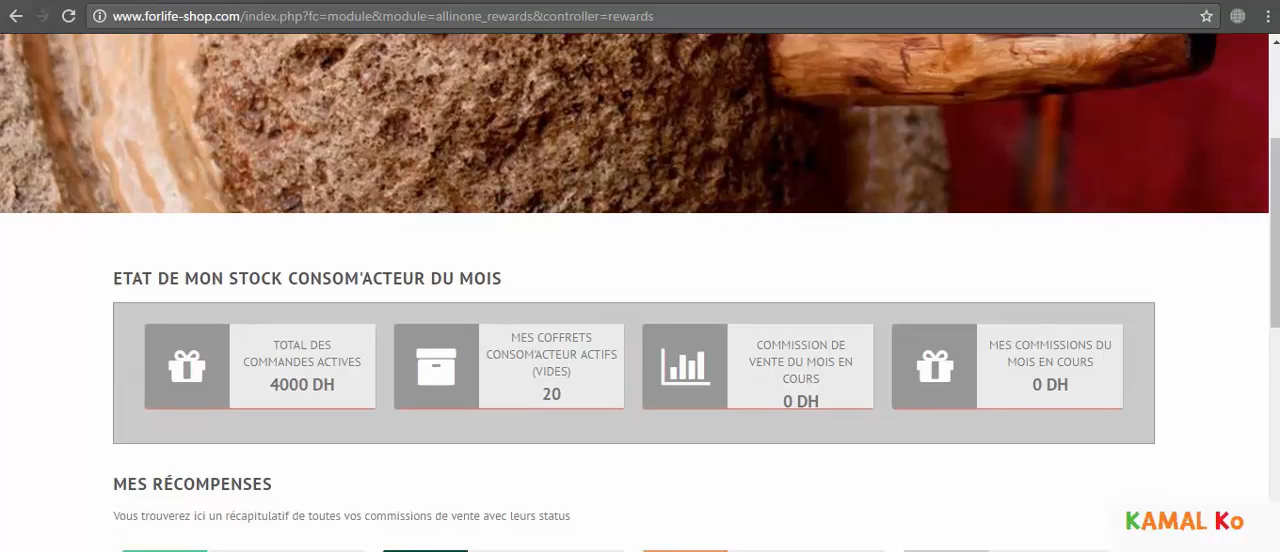 www.forlife-shop.com/index.php?fc=module&module=allinone_rewards&controller=rewards
ETAT DE MON STOCK CONSOM'ACTEUR DU MOIS
TOTAL DES
COMMANDES ACTIVES
4000 DH
MES COFFRETS
CONSOM'ACTEUR ACTIFS
(VIDES)
20
COMMISSION DE
VENTE DU MOIS EN
COURS
0 DH
MES COMMISSIONS DU
MOIS EN COURS
0 DH
MES RÉCOMPENSES
Vous trouverez ici un récapitulatif de toutes vos commissions de vente avec leurs status
KAMAL Ko